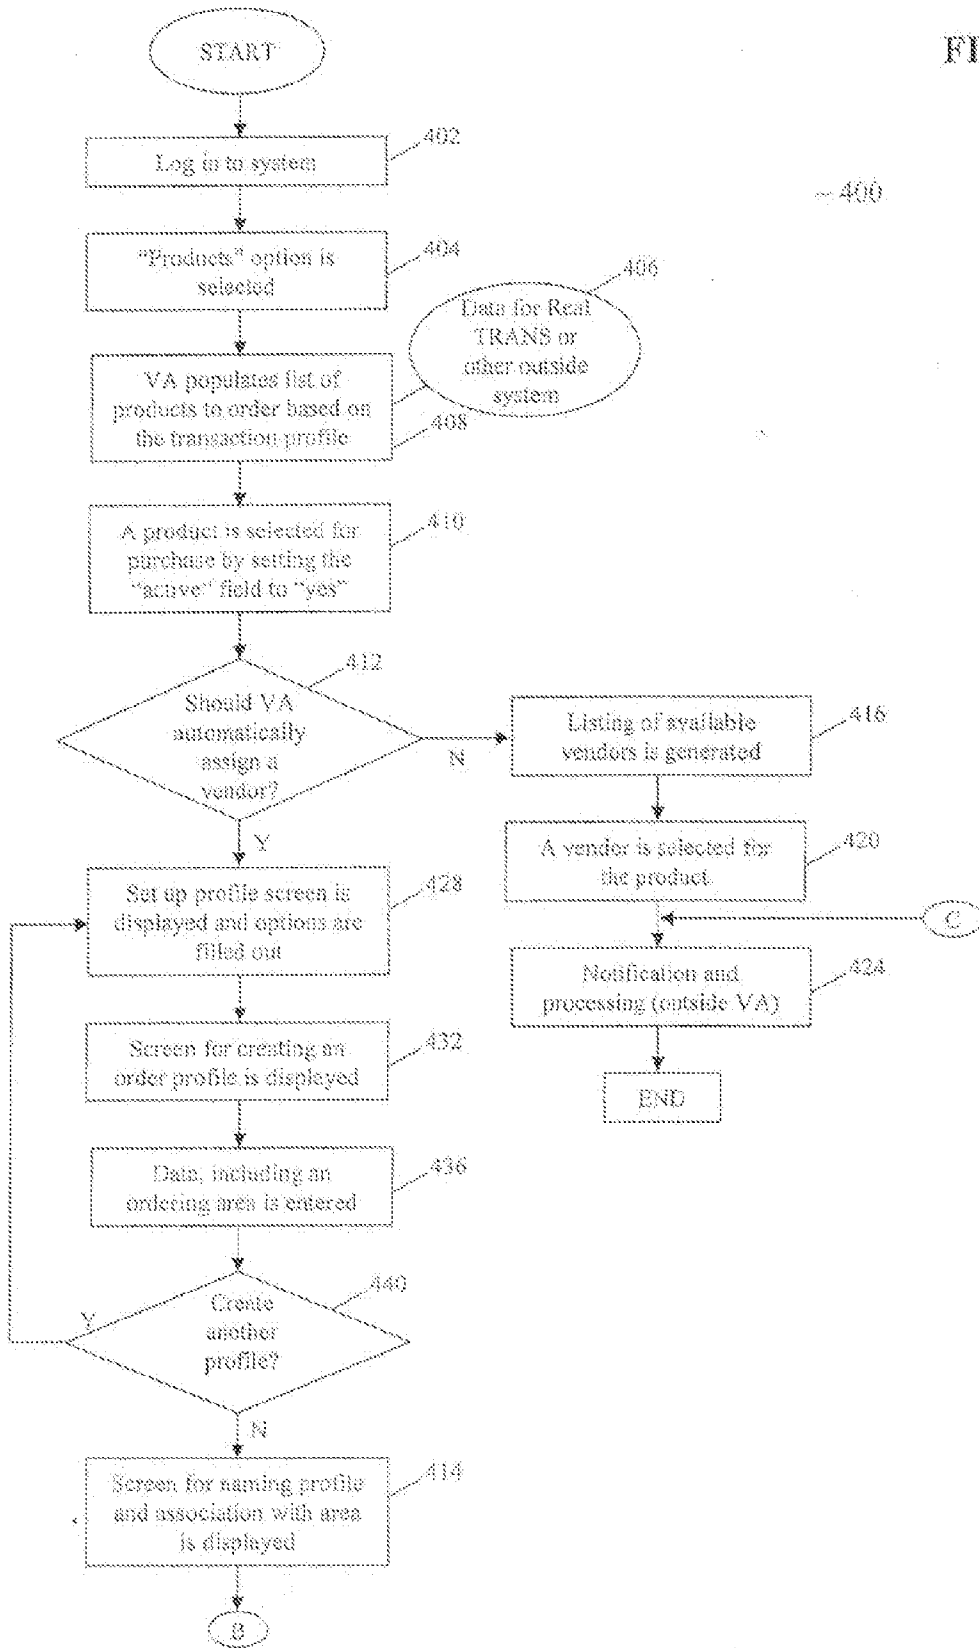 START
FI
402
Log in to system
400
"Products" option is
selected
404
406
Data for Real
TRANS or
other outside
system
VA populates list of
products to order based on
the transaction profile
408
A product is selected for
purchase by setting the
"active" field to "yes"
410
412
Should VA
automatically
assign a
vendor?
N
Y
Listing of available
vendors is generated
416
A vendor is selected for
the product.
420
C
Set up profile screen is
displayed and options are
filled out
428
Notification and
processing (outside VA)
424
END
Screen for creating an
order profile is displayed
432
Data, including an
ordering area is entered
436
440
Create
another
profile?
Y
N
Screen for naming profile
and association with area
is displayed
414
B